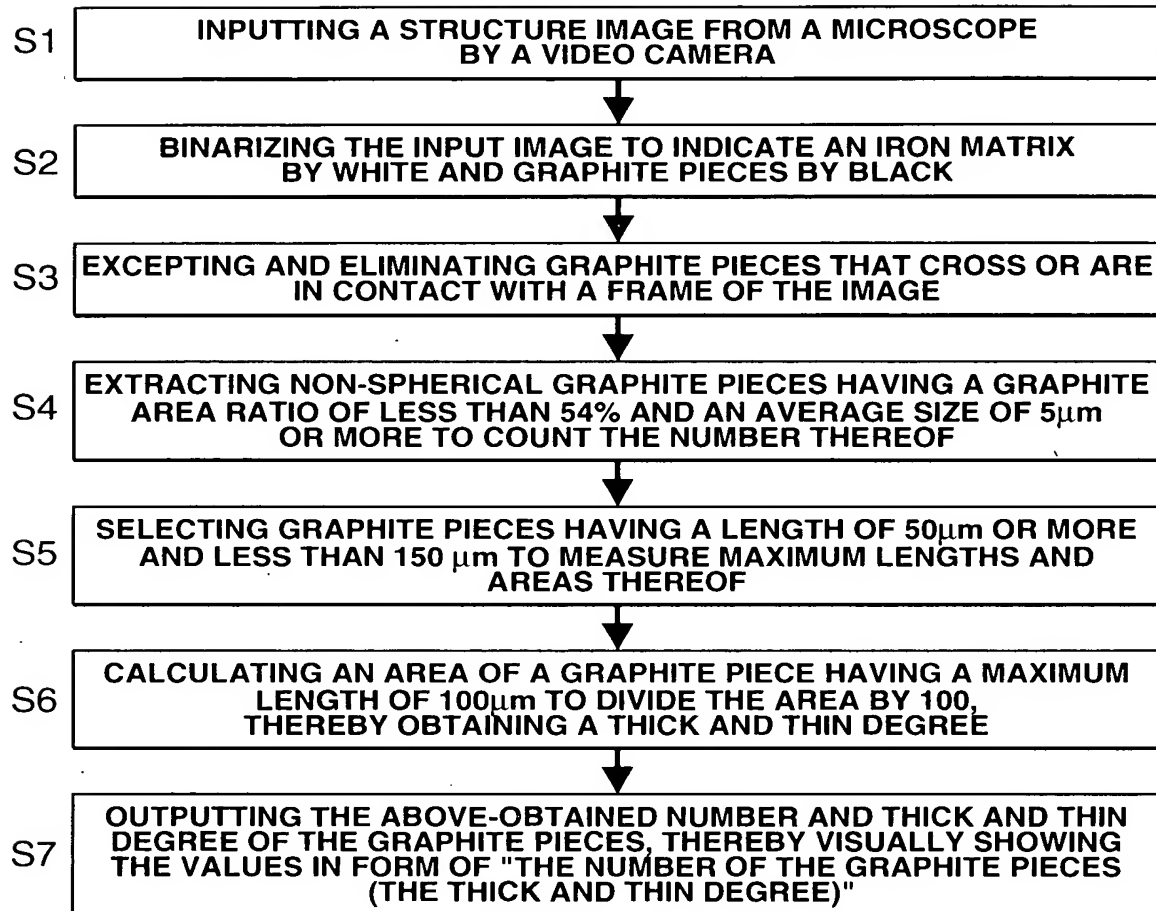 S1
INPUTTING A STRUCTURE IMAGE FROM A MICROSCOPE
BY A VIDEO CAMERA
S2
BINARIZING THE INPUT IMAGE TO INDICATE AN IRON MATRIX
BY WHITE AND GRAPHITE PIECES BY BLACK
S3
EXCEPTING AND ELIMINATING GRAPHITE PIECES THAT CROSS OR ARE
IN CONTACT WITH A FRAME OF THE IMAGE
S4
EXTRACTING NON-SPHERICAL GRAPHITE PIECES HAVING A GRAPHITE
AREA RATIO OF LESS THAN 54% AND AN AVERAGE SIZE OF 5μm
OR MORE TO COUNT THE NUMBER THEREOF
S5
SELECTING GRAPHITE PIECES HAVING A LENGTH OF 50μm OR MORE
AND LESS THAN 150 μm TO MEASURE MAXIMUM LENGTHS AND
AREAS THEREOF
S6
CALCULATING AN AREA OF A GRAPHITE PIECE HAVING A MAXIMUM
LENGTH OF 100μm TO DIVIDE THE AREA BY 100,
THEREBY OBTAINING A THICK AND THIN DEGREE
S7
OUTPUTTING THE ABOVE-OBTAINED NUMBER AND THICK AND THIN
DEGREE OF THE GRAPHITE PIECES, THEREBY VISUALLY SHOWING
THE VALUES IN FORM OF "THE NUMBER OF THE GRAPHITE PIECES
(THE THICK AND THIN DEGREE)"